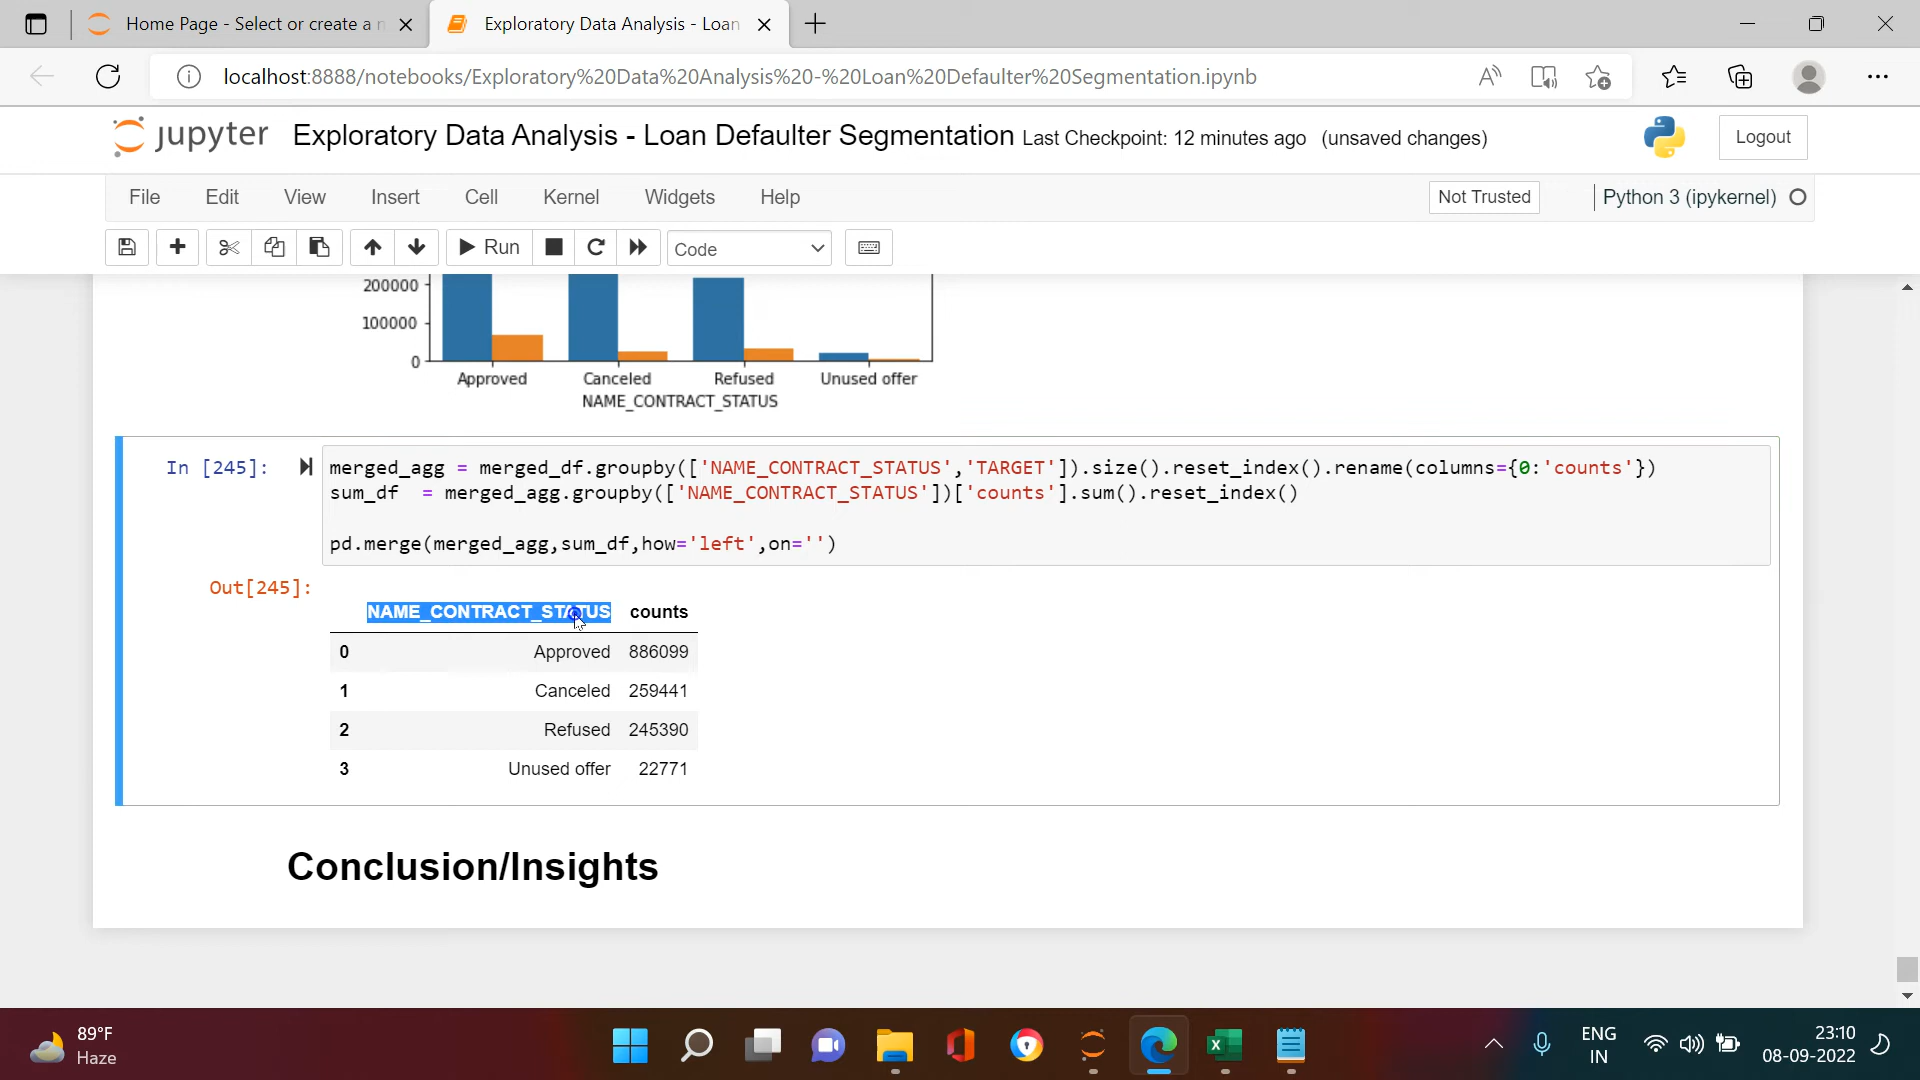 Home Page - Select or create a n
Exploratory Data Analysis - Loan
localhost:8888/notebooks/Exploratory%20Data%20Analysis%20-%20Loan%20Defaulter%20Segmentation.ipynb
jupyter Exploratory Data Analysis - Loan Defaulter Segmentation Last Checkpoint: 12 minutes ago (unsaved changes)
Logout
File Edit View Insert Cell Kernel Widgets Help
Not Trusted
Python 3 (ipykernel)
Run
Code
200000
100000
0
Approved Canceled Refused Unused offer
NAME_CONTRACT_STATUS
In [245]:
merged_agg = merged_df.groupby(['NAME_CONTRACT_STATUS','TARGET']).size().reset_index().rename(columns={0:'counts'})
sum_df  = merged_agg.groupby(['NAME_CONTRACT_STATUS'])['counts'].sum().reset_index()
pd.merge(merged_agg,sum_df,how='left',on='')
Out[245]:
NAME_CONTRACT_STATUS counts
0 Approved 886099
1 Canceled 259441
2 Refused 245390
3 Unused offer 22771
Conclusion/Insights
89°F
Haze
ENG
IN
23:10
08-09-2022